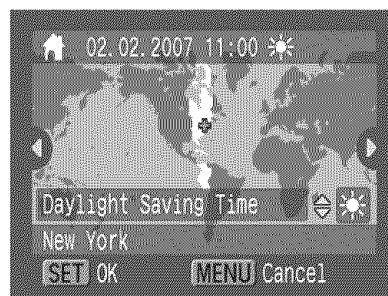 02.02.2007 11:00
Daylight Saving Time
New York
SET OK MENU Cancel